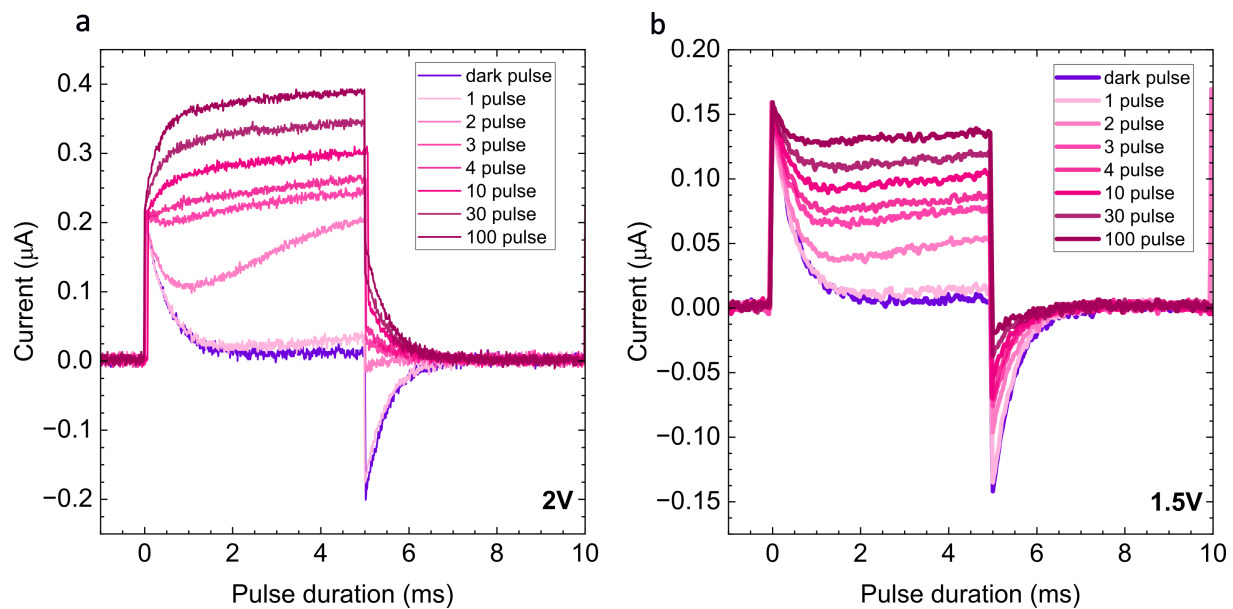 a
Current (µA)
0.4
0.3
0.2
0.1
0.0
−0.1
−0.2
0
2
4
6
8
10
Pulse duration (ms)
dark pulse
1 pulse
2 pulse
3 pulse
4 pulse
10 pulse
30 pulse
100 pulse
2V
b
Current (µA)
0.20
0.15
0.10
0.05
0.00
−0.05
−0.10
−0.15
0
2
4
6
8
10
Pulse duration (ms)
dark pulse
1 pulse
2 pulse
3 pulse
4 pulse
10 pulse
30 pulse
100 pulse
1.5V